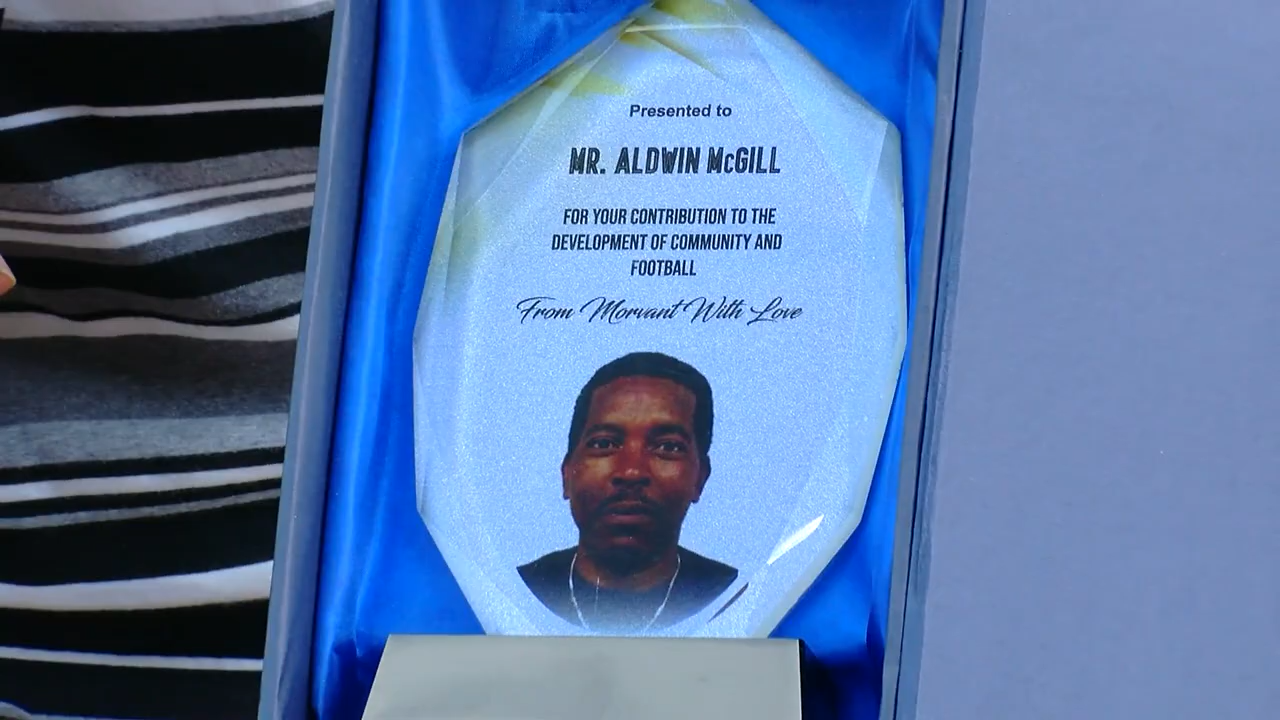 Presented to
MR. ALDWIN McGILL
FOR YOUR CONTRIBUTION TO THE
DEVELOPMENT OF COMMUNITY AND
FOOTBALL
From Morvant With Love